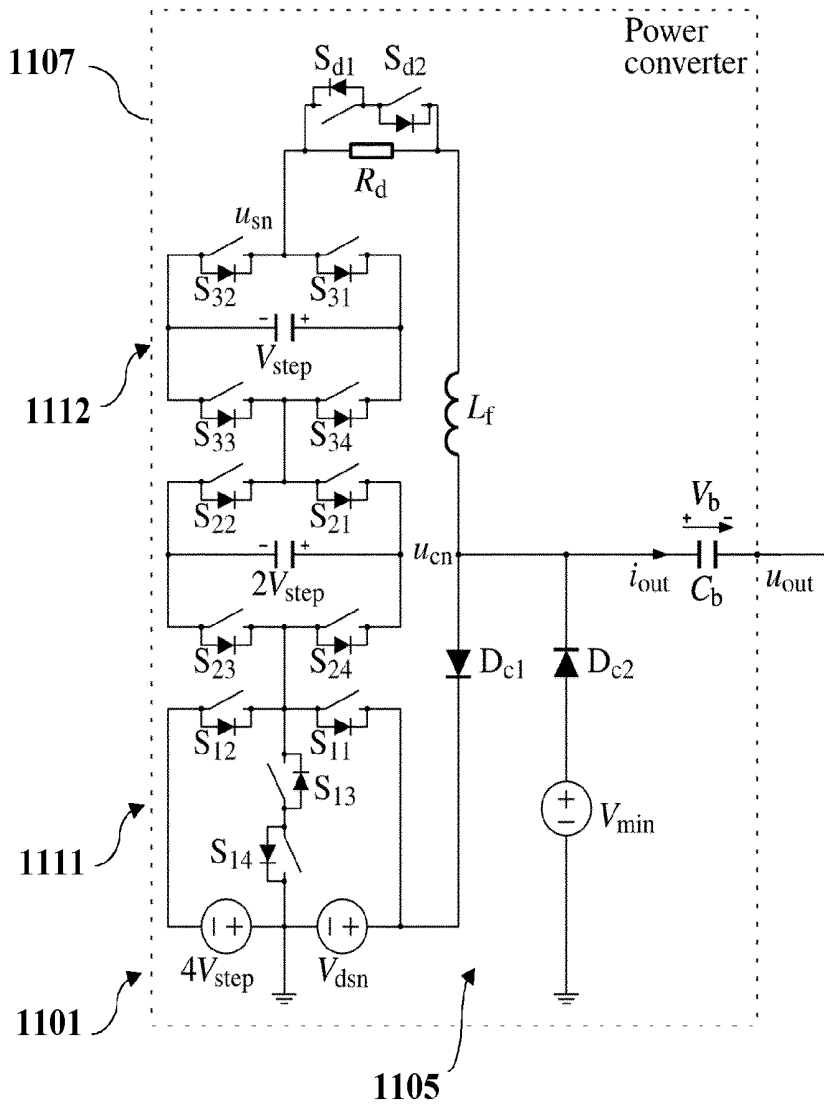 Power
converter
1107
S_d1
S_d2
R_d
u_sn
S_32
S_31
- +
V_step
1112
S_33
S_34
L_f
S_22
S_21
V_b
+ -
- +
u_cn
2V_step
i_out
C_b
u_out
S_23
S_24
D_c1
D_c2
S_12
S_11
S_13
+
-
V_min
1111
S_14
- +
- +
4V_step
V_dsn
1101
1105